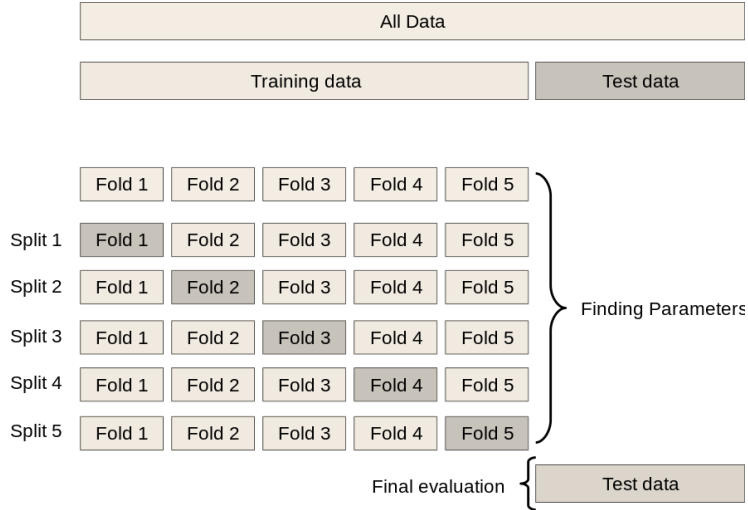 All Data
Training data Test data
Fold 1 Fold 2 Fold 3 Fold 4 Fold 5
Split 1 Fold 1 Fold 2 Fold 3 Fold 4 Fold 5
Split 2 Fold 1 Fold 2 Fold 3 Fold 4 Fold 5
Finding Parameters
Split 3 Fold 1 Fold 2 Fold 3 Fold 4 Fold 5
Split 4 Fold 1 Fold 2 Fold 3 Fold 4 Fold 5
Split 5 Fold 1 Fold 2 Fold 3 Fold 4 Fold 5
Final evaluation Test data